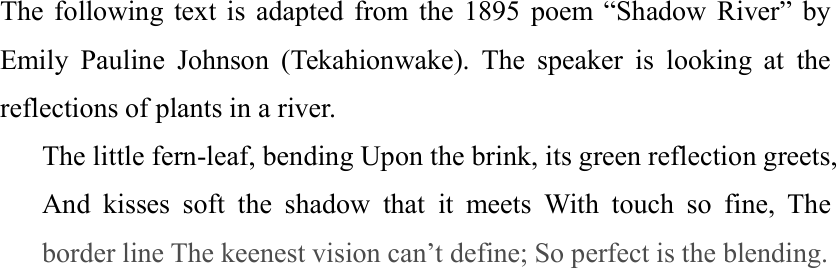 The following text is adapted from the 1895 poem “Shadow River” by
Emily Pauline Johnson (Tekahionwake). The speaker is looking at the
reflections of plants in a river.
The little fern-leaf, bending Upon the brink, its green reflection greets,
And kisses soft the shadow that it meets With touch so fine, The
border line The keenest vision can’t define; So perfect is the blending.